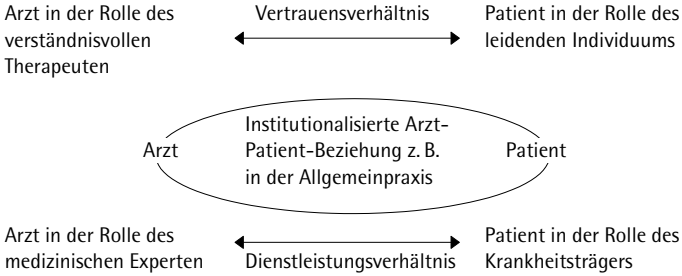 Arzt in der Rolle des
verständnisvollen
Therapeuten
Vertrauensverhältnis
Patient in der Rolle des
leidenden Individuums
Arzt
Institutionalisierte Arzt-
Patient-Beziehung z. B.
in der Allgemeinpraxis
Patient
Arzt in der Rolle des
medizinischen Experten
Dienstleistungsverhältnis
Patient in der Rolle des
Krankheitsträgers